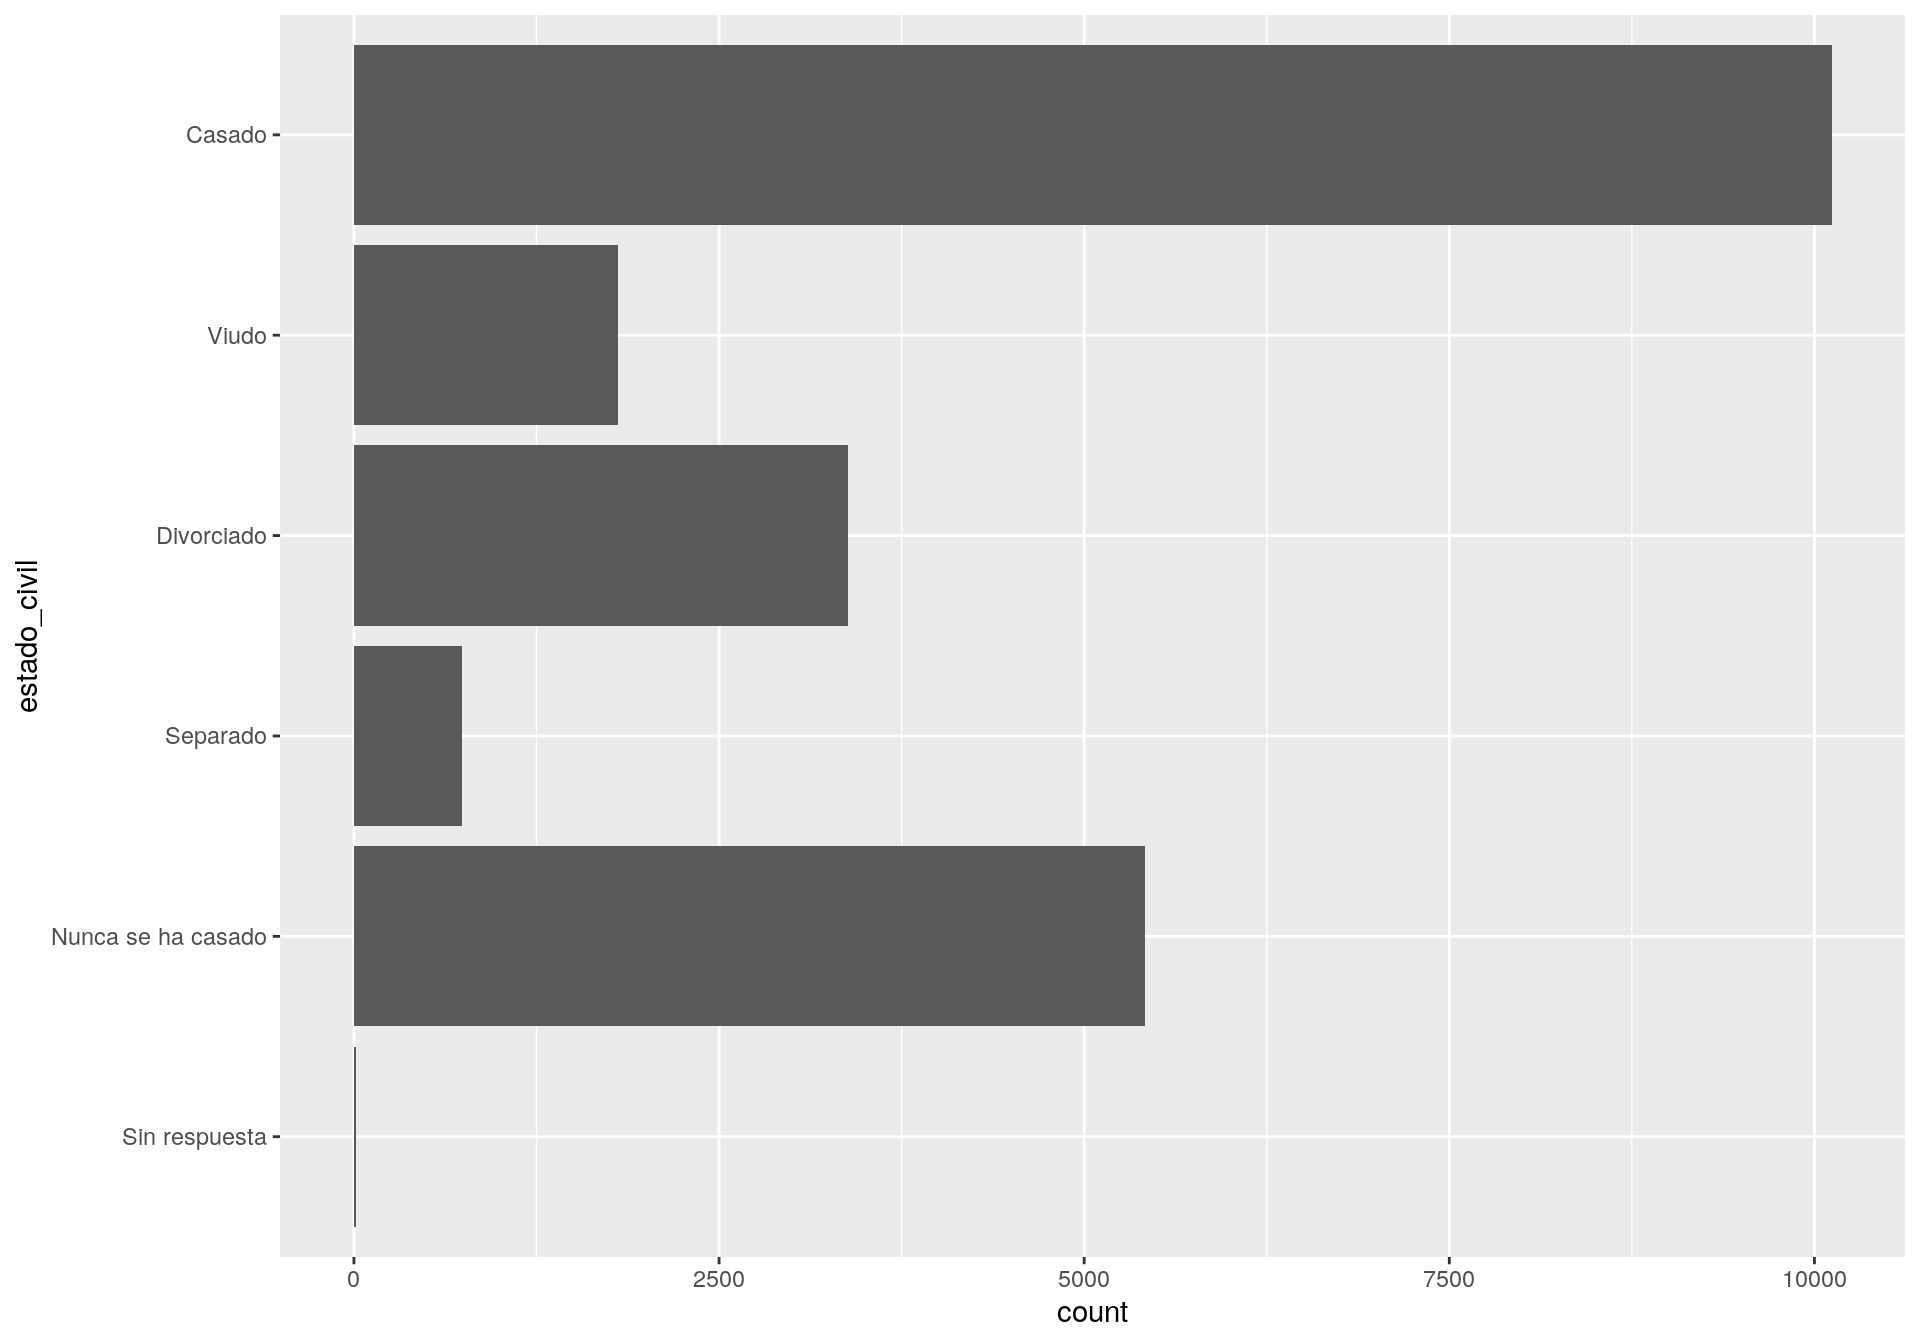 Casado
Viudo
Divorciado
Separado
Nunca se ha casado
Sin respuesta
estado_civil
0 2500 5000 7500 10000
count